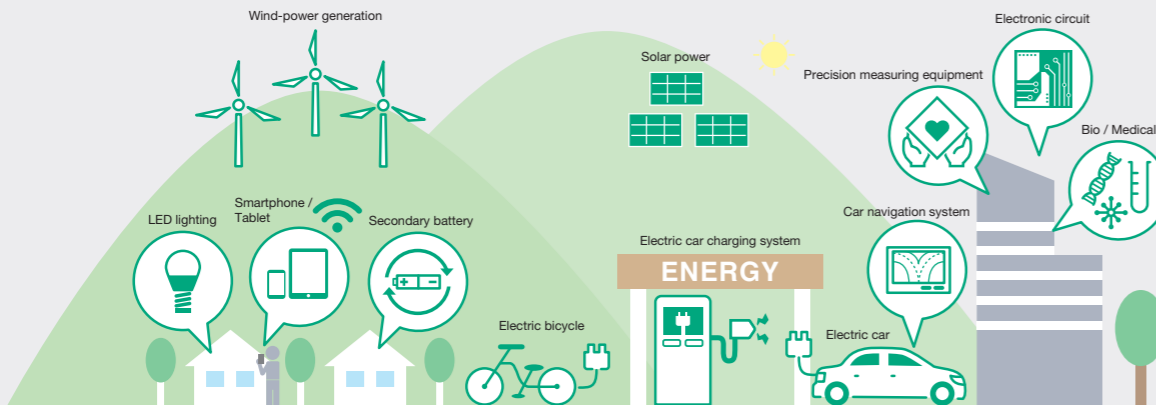 Wind-power generation
Electronic circuit
Solar power
Precision measuring equipment
Bio / Medical
Smartphone /
Tablet
LED lighting
Secondary battery
Car navigation system
Electric car charging system
ENERGY
Electric bicycle
Electric car